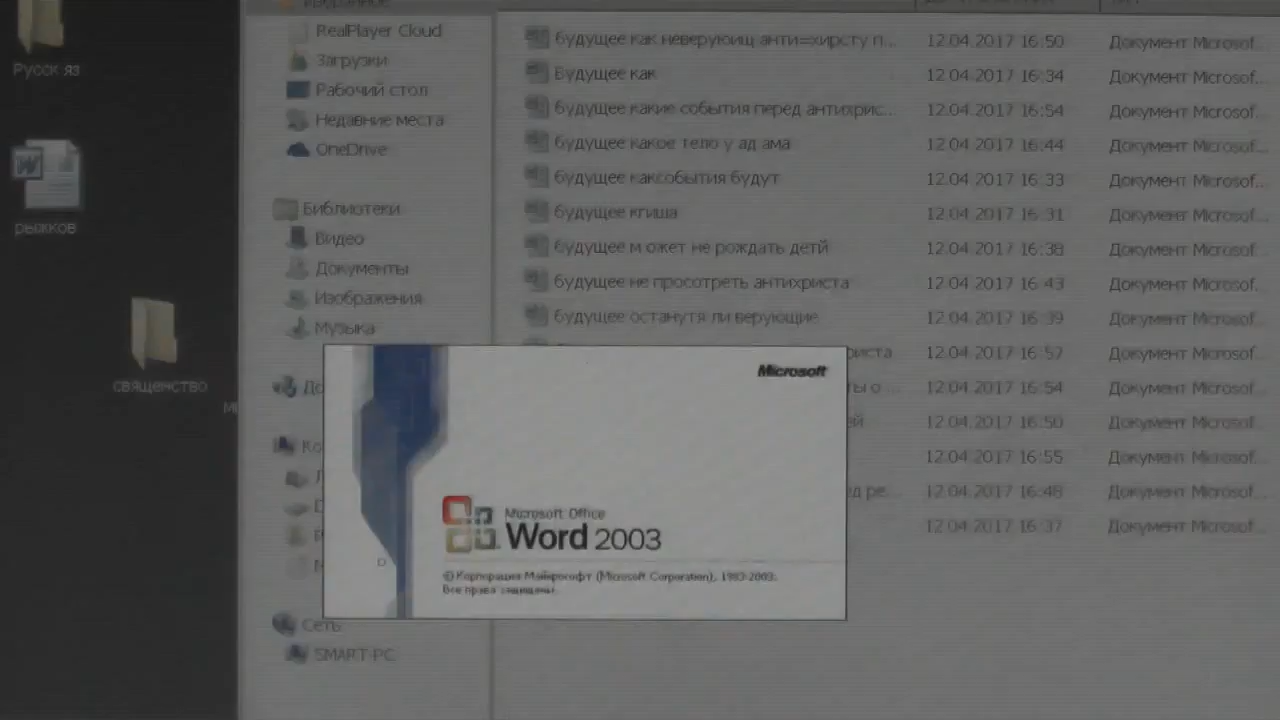 Русск яз
рыжков
священство
Избранное
RealPlayer Cloud
Загрузки
Рабочий стол
Недавние места
OneDrive
Библиотеки
Видео
Документы
Изображения
Музыка
Сеть
SMART-PC
будущее как неверуюищ анти=хирсту п... 12.04.2017 16:50 Документ Microsof...
Будущее как 12.04.2017 16:34 Документ Microsof...
будущее какие события перед антихрис... 12.04.2017 16:54 Документ Microsof...
будущее какое тело у ад ама 12.04.2017 16:44 Документ Microsof...
будущее каксобытия будут 12.04.2017 16:33 Документ Microsof...
будущее кгиша 12.04.2017 16:31 Документ Microsof...
будущее м ожет не рождать детй 12.04.2017 16:38 Документ Microsof...
будущее не просотреть антихриста 12.04.2017 16:43 Документ Microsof...
будущее останутя ли верующие 12.04.2017 16:39 Документ Microsof...
риста 12.04.2017 16:57 Документ Microsof...
ты о ... 12.04.2017 16:54 Документ Microsof...
ей 12.04.2017 16:50 Документ Microsof...
12.04.2017 16:55 Документ Microsof...
ед ре... 12.04.2017 16:48 Документ Microsof...
12.04.2017 16:37 Документ Microsof...
Microsoft
Microsoft Office
Word 2003
© Корпорация Майкрософт (Microsoft Corporation), 1983-2003.
Все права защищены.